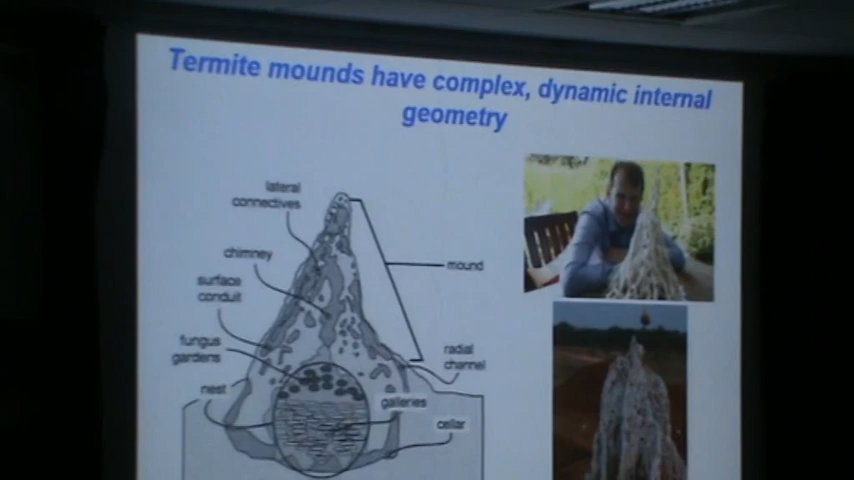 Termite mounds have complex, dynamic internal
geometry
lateral
connectives
chimney
mound
surface
conduit
fungus
gardens
radial
channel
nest
galleries
cellar